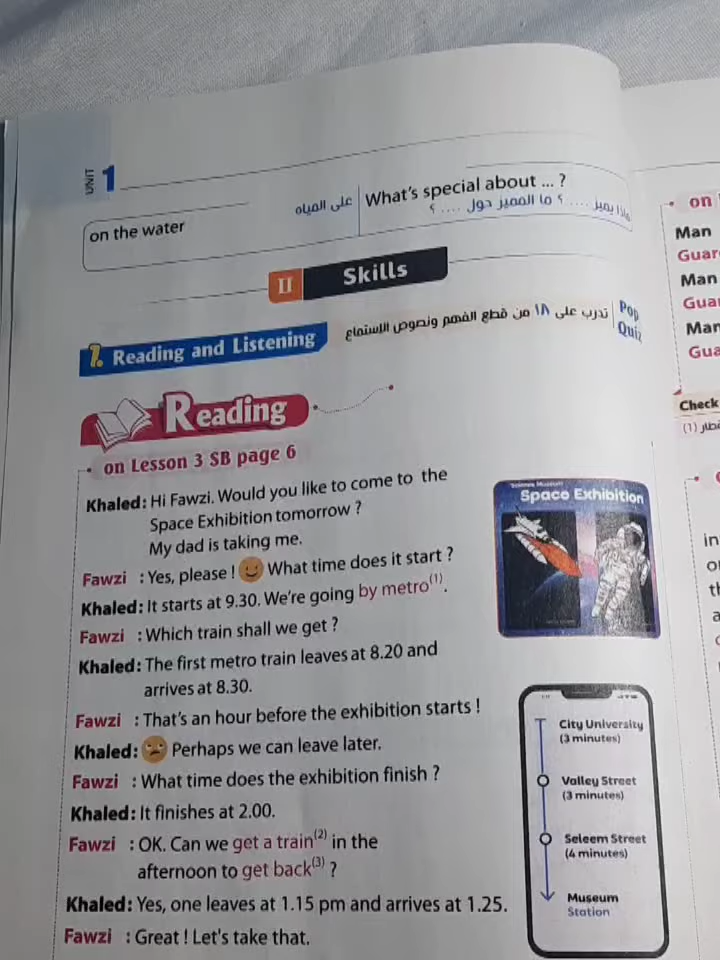 UNIT 1
on the water على المياه
What's special about ... ?
ماذا يميز .... ؟ ما المميز حول .... ؟
II Skills
1. Reading and Listening
تدرب على ١٨ من قطع الفهم ونصوص الاستماع
Pop
Quiz
Reading
on Lesson 3 SB page 6
Khaled: Hi Fawzi. Would you like to come to the
Space Exhibition tomorrow ?
My dad is taking me.
Fawzi : Yes, please ! What time does it start ?
Khaled: It starts at 9.30. We're going by metro(1).
Fawzi : Which train shall we get ?
Khaled: The first metro train leaves at 8.20 and
arrives at 8.30.
Fawzi : That's an hour before the exhibition starts !
Khaled: Perhaps we can leave later.
Fawzi : What time does the exhibition finish ?
Khaled: It finishes at 2.00.
Fawzi : OK. Can we get a train(2) in the
afternoon to get back(3) ?
Khaled: Yes, one leaves at 1.15 pm and arrives at 1.25.
Fawzi : Great ! Let's take that.
Science Museum
Space Exhibition
City University
(3 minutes)
Valley Street
(3 minutes)
Seleem Street
(4 minutes)
Museum
Station
on
Man
Man
Check
(1)
in